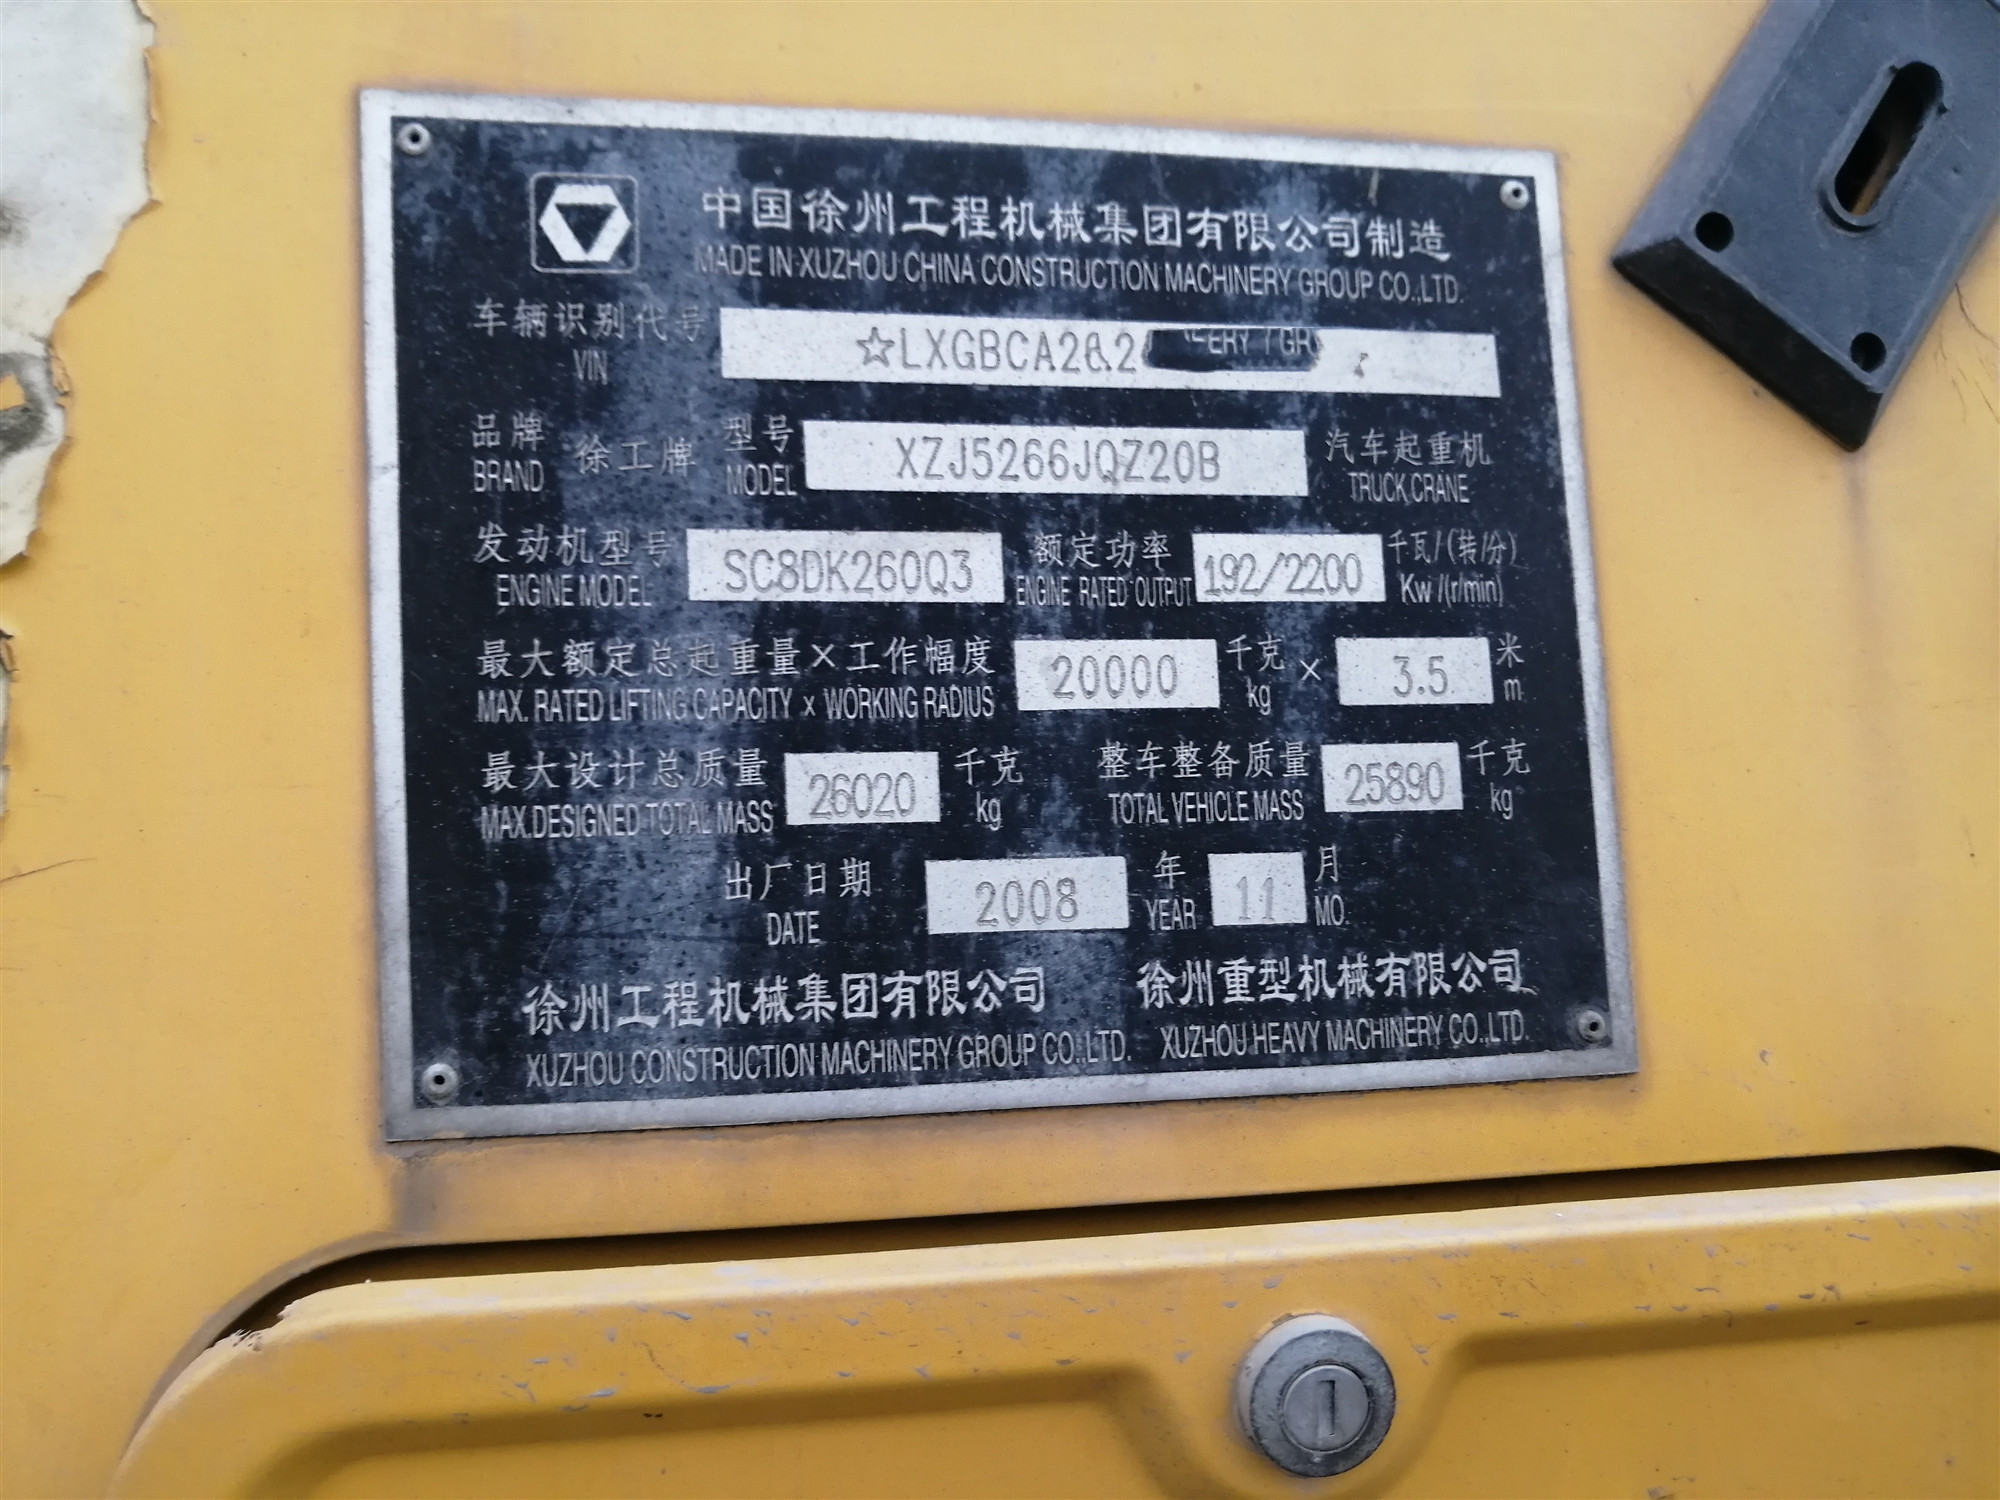 中国徐州工程机械集团有限公司制造
MADE IN XUZHOU CHINA CONSTRUCTION MACHINERY GROUP CO.,LTD.
车辆识别代号 ☆LXGBCA2
VIN
品牌 徐工牌 型号 XZJ5266JQZ20B 汽车起重机
BRAND MODEL TRUCK CRANE
发动机型号 SC8DK260Q3 额定功率 192/2200 千瓦/(转/分)
ENGINE MODEL ENGINE RATED OUTPUT Kw/(r/min)
最大额定总起重量×工作幅度 20000 千克 × 3.5 米
MAX. RATED LIFTING CAPACITY x WORKING RADIUS kg m
最大设计总质量 26020 千克 整车整备质量 25890 千克
MAX.DESIGNED TOTAL MASS kg TOTAL VEHICLE MASS kg
出厂日期 2008 年 11 月
DATE YEAR MO.
徐州工程机械集团有限公司 徐州重型机械有限公司
XUZHOU CONSTRUCTION MACHINERY GROUP CO.,LTD. XUZHOU HEAVY MACHINERY CO.,LTD.